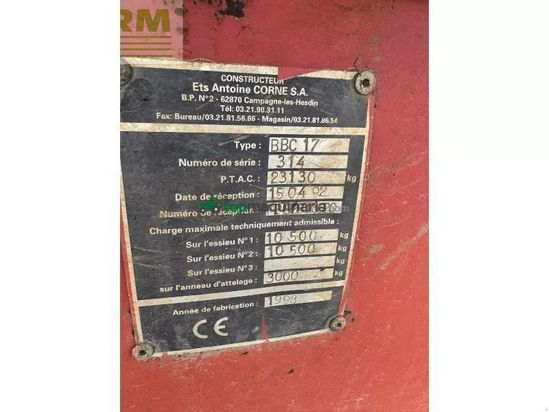 RM
CONSTRUCTEUR
Ets Antoine CORNE S.A.
B.P. N°2 - 62870 Campagne-les-Hesdin
Tél: 03.21.90.31.11
Fax: Bureau/03.21.81.56.66 - Magasin/03.21.86.54
Type : BBC 17
Numéro de série : 314
P.T.A.C. : 23130 kg
Date de réception : 15 04 92
Numéro de réception :
Charge maximale techniquement admissible :
Sur l'essieu N° 1 : 10 500 kg
Sur l'essieu N° 2 : 10 500 kg
Sur l'essieu N° 3 : kg
sur l'anneau d'attelage : 3000 kg
Année de fabrication : 1998
CE